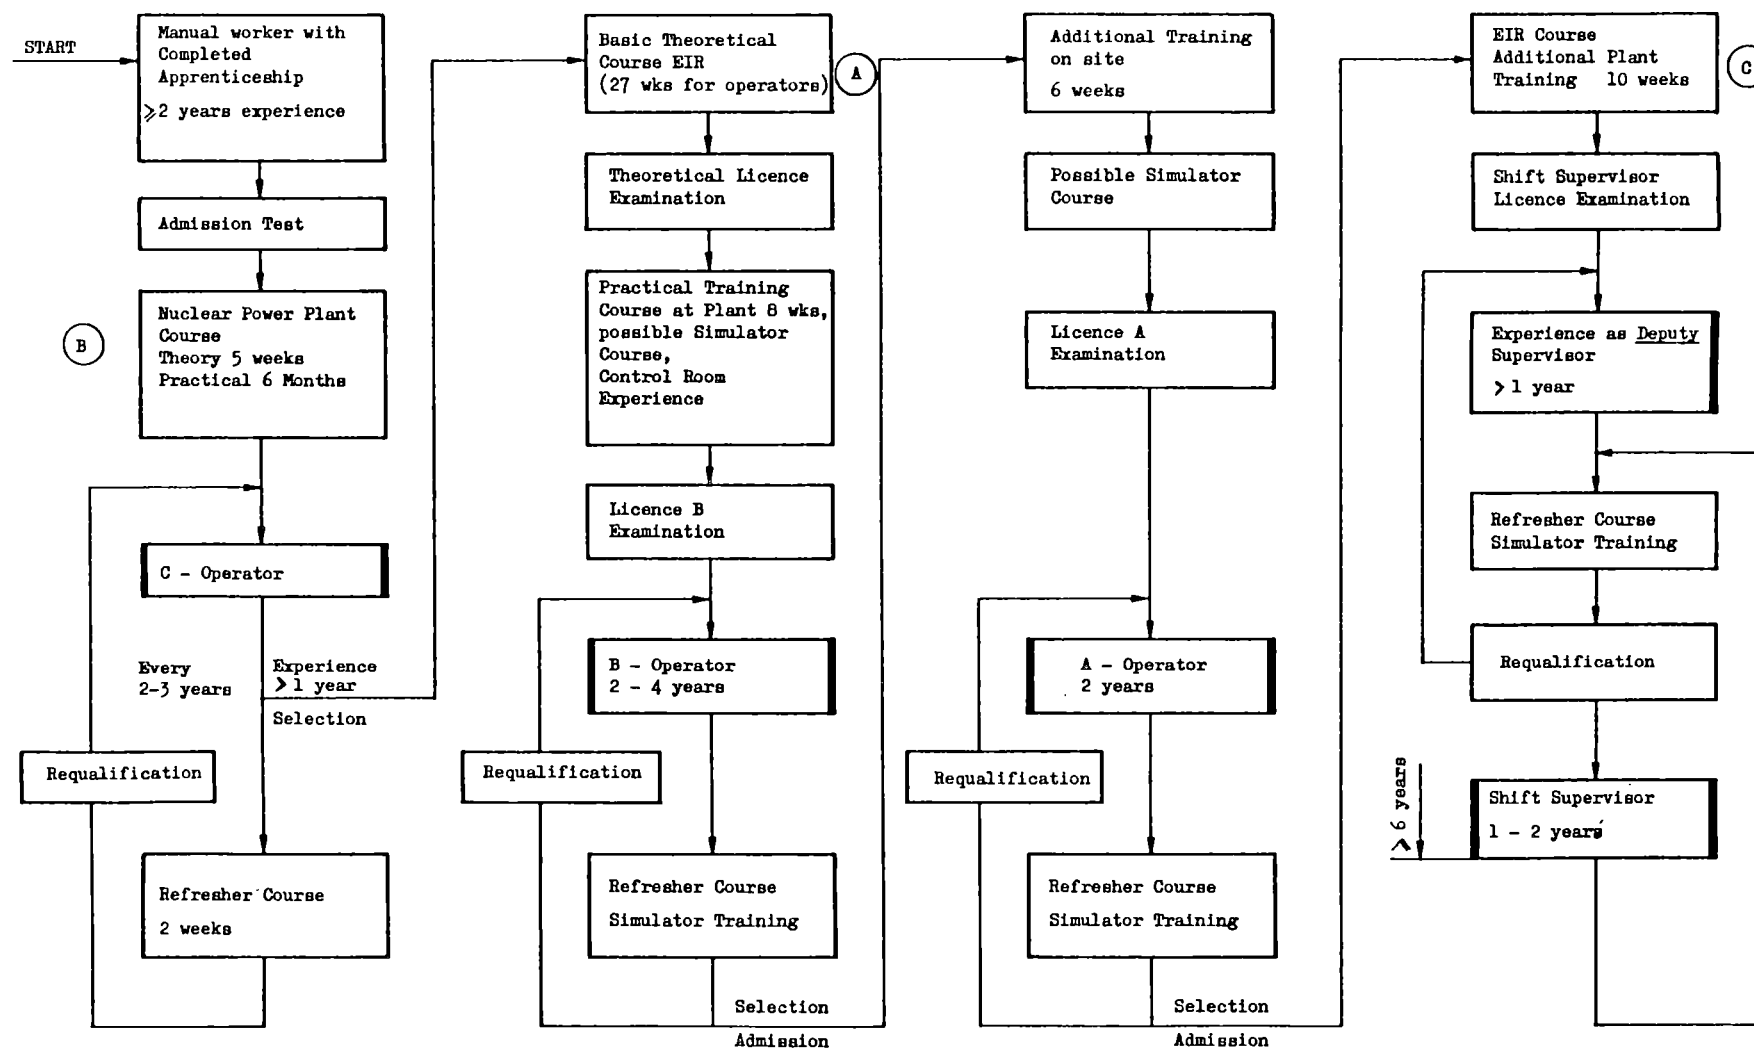 START
Manual worker with
Completed
Apprenticeship
⩾2 years experience
Admission Test
B
Nuclear Power Plant
Course
Theory 5 weeks
Practical 6 Months
C - Operator
Every
2-3 years
Experience
> 1 year
Selection
Requalification
Refresher Course
2 weeks
Basic Theoretical
Course EIR
(27 wks for operators)
A
Theoretical Licence
Examination
Practical Training
Course at Plant 8 wks,
possible Simulator
Course,
Control Room
Experience
Licence B
Examination
B - Operator
2 - 4 years
Requalification
Refresher Course
Simulator Training
Selection
Admission
Additional Training
on site
6 weeks
Possible Simulator
Course
Licence A
Examination
A - Operator
2 years
Requalification
Refresher Course
Simulator Training
Selection
Admission
EIR Course
Additional Plant
Training 10 weeks
C
Shift Supervisor
Licence Examination
Experience as Deputy
Supervisor
> 1 year
Refresher Course
Simulator Training
Requalification
> 6 years
Shift Supervisor
1 - 2 years